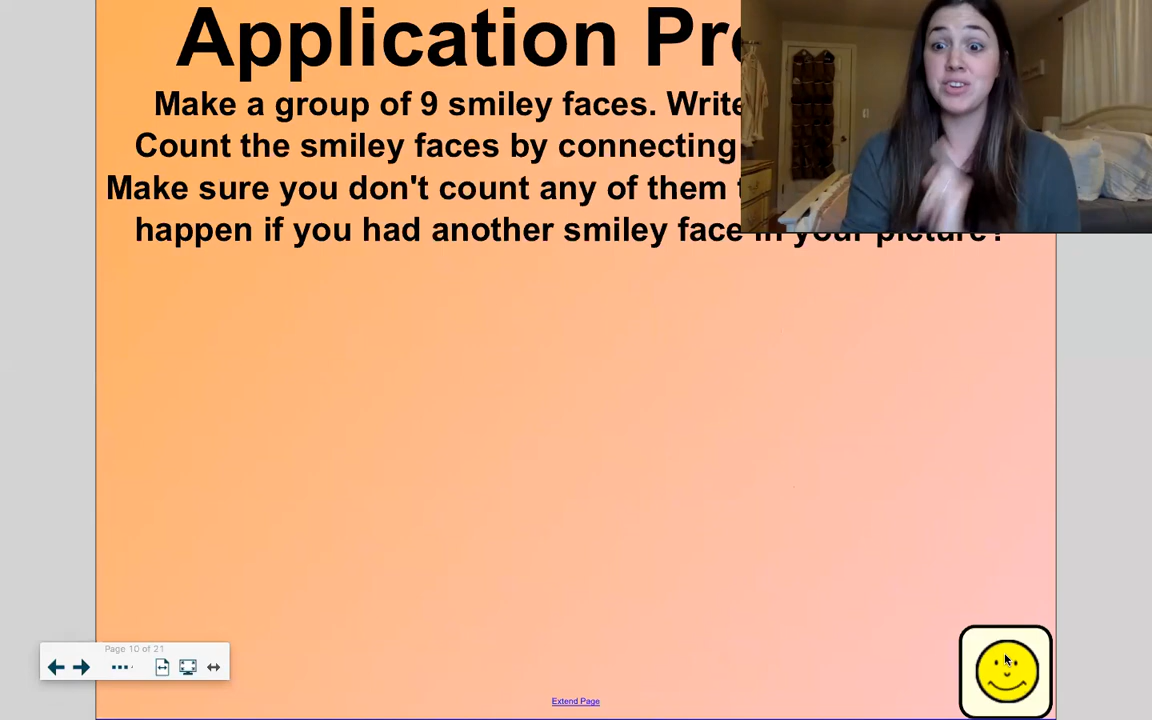 Application
Make a group of 9 smiley faces. Write
Count the smiley faces by connecting
Make sure you don't count any of them
happen if you had another smiley face in your picture?
Page 10 of 21
Extend Page